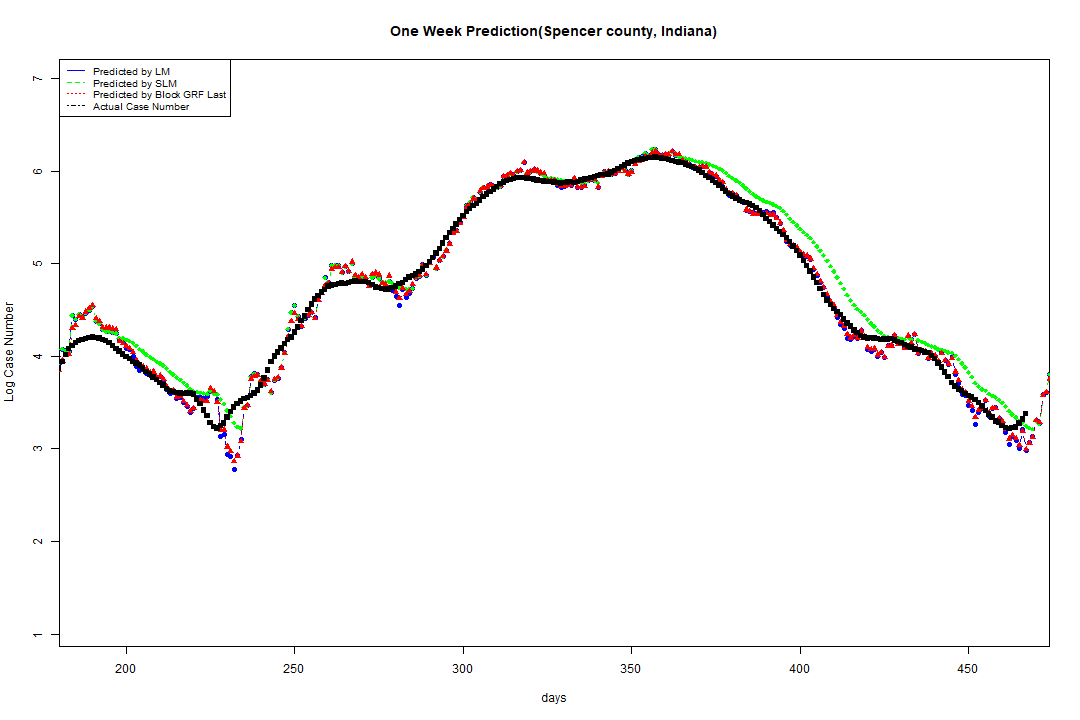 One Week Prediction(Spencer county, Indiana)
Predicted by LM
Predicted by SLM
Predicted by Block GRF Last
Actual Case Number
7
6
5
4
3
2
1
Log Case Number
200 250 300 350 400 450
days